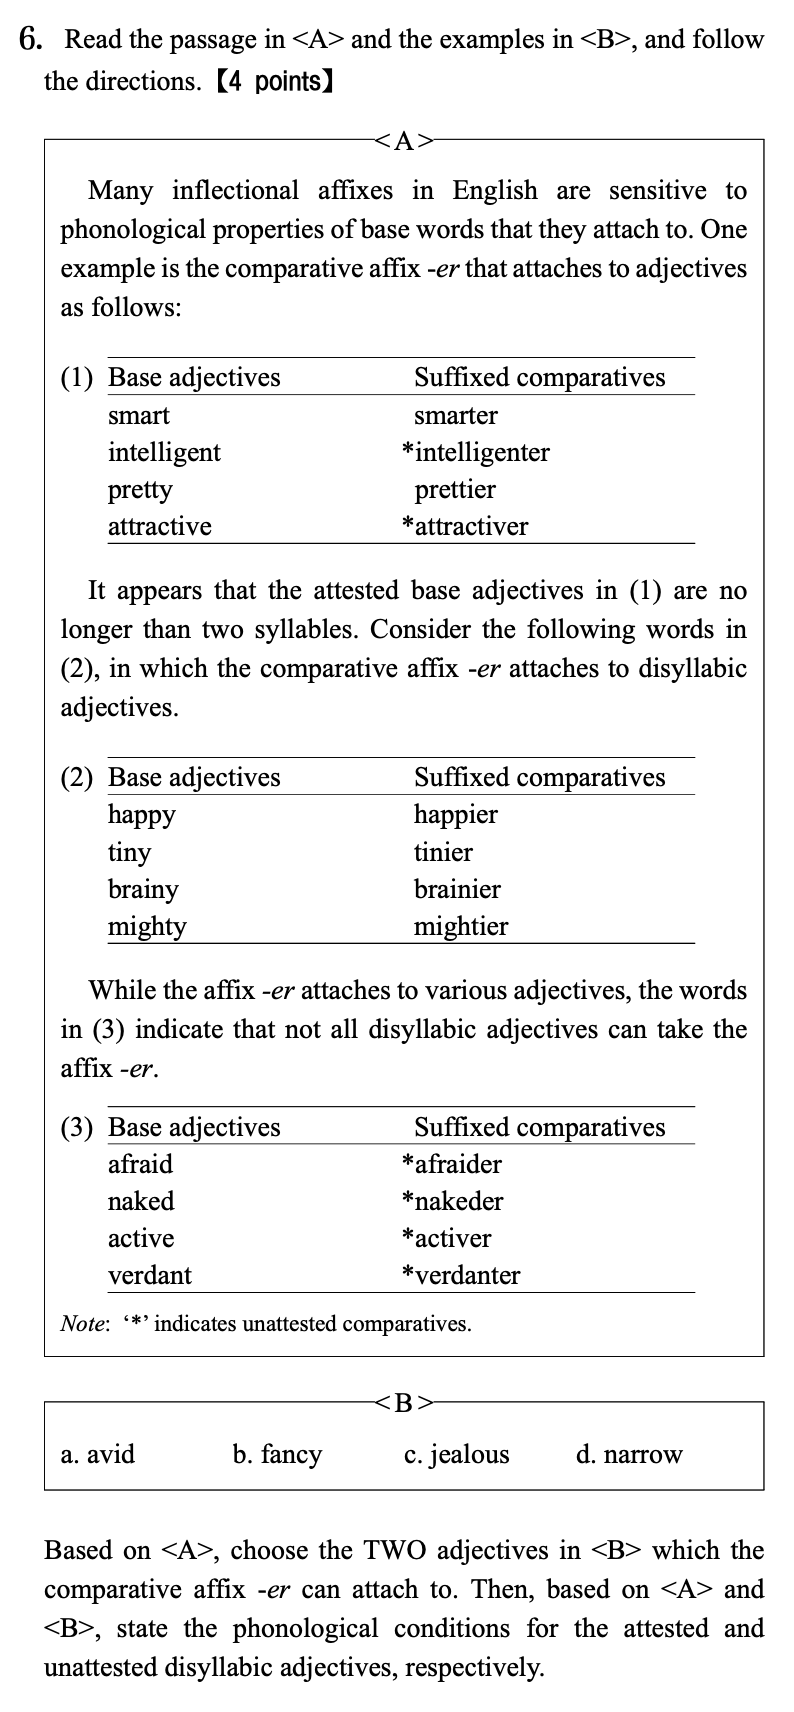 6. Read the passage in <A> and the examples in <B>, and follow
the directions.【4 points】
<A>
Many inflectional affixes in English are sensitive to
phonological properties of base words that they attach to. One
example is the comparative affix -er that attaches to adjectives
as follows:
(1) Base adjectives Suffixed comparatives
smart smarter
intelligent *intelligenter
pretty prettier
attractive *attractiver
It appears that the attested base adjectives in (1) are no
longer than two syllables. Consider the following words in
(2), in which the comparative affix -er attaches to disyllabic
adjectives.
(2) Base adjectives Suffixed comparatives
happy happier
tiny tinier
brainy brainier
mighty mightier
While the affix -er attaches to various adjectives, the words
in (3) indicate that not all disyllabic adjectives can take the
affix -er.
(3) Base adjectives Suffixed comparatives
afraid *afraider
naked *nakeder
active *activer
verdant *verdanter
Note: ‘*’ indicates unattested comparatives.
<B>
a. avid b. fancy c. jealous d. narrow
Based on <A>, choose the TWO adjectives in <B> which the
comparative affix -er can attach to. Then, based on <A> and
<B>, state the phonological conditions for the attested and
unattested disyllabic adjectives, respectively.